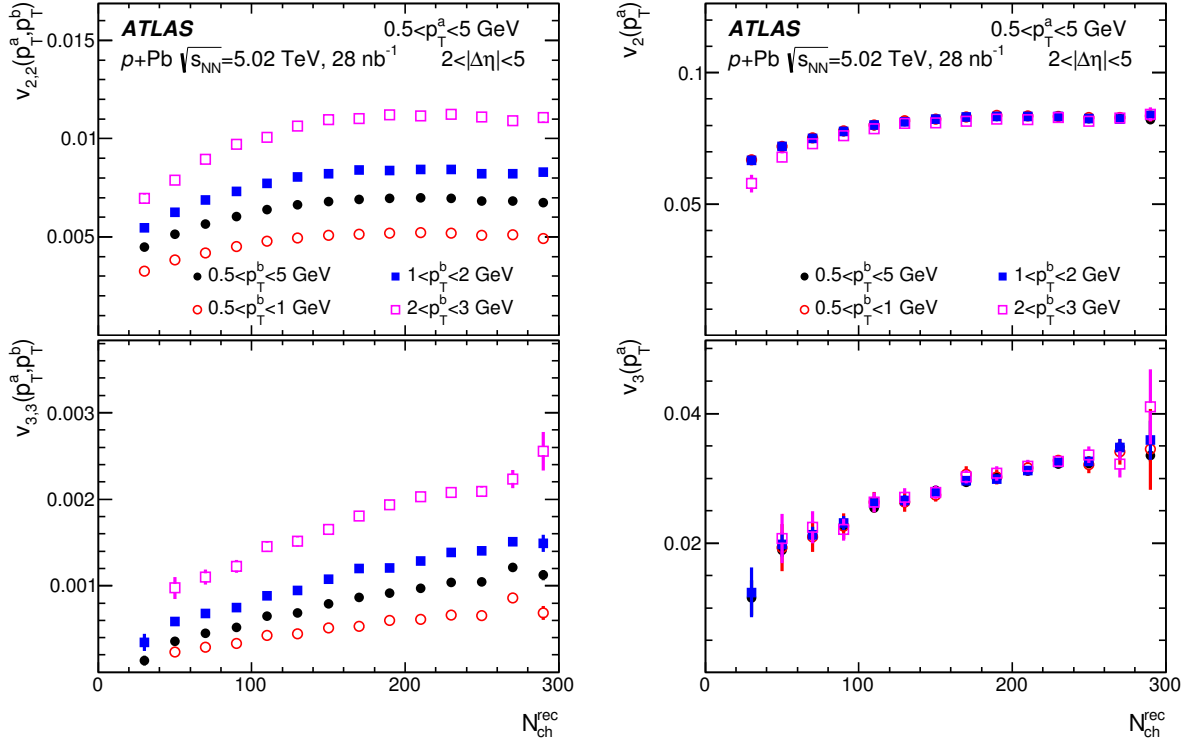 v2,2(pTa,pTb)
ATLAS 0.5<pTa<5 GeV
p+Pb √sNN=5.02 TeV, 28 nb-1 2<|Δη|<5
0.015
0.01
0.005
0.5<pTb<5 GeV 1<pTb<2 GeV
0.5<pTb<1 GeV 2<pTb<3 GeV
v3,3(pTa,pTb)
0.003
0.002
0.001
0 100 200 300
Nchrec
v2(pTa)
ATLAS 0.5<pTa<5 GeV
p+Pb √sNN=5.02 TeV, 28 nb-1 2<|Δη|<5
0.1
0.05
0.5<pTb<5 GeV 1<pTb<2 GeV
0.5<pTb<1 GeV 2<pTb<3 GeV
v3(pTa)
0.04
0.02
0 100 200 300
Nchrec